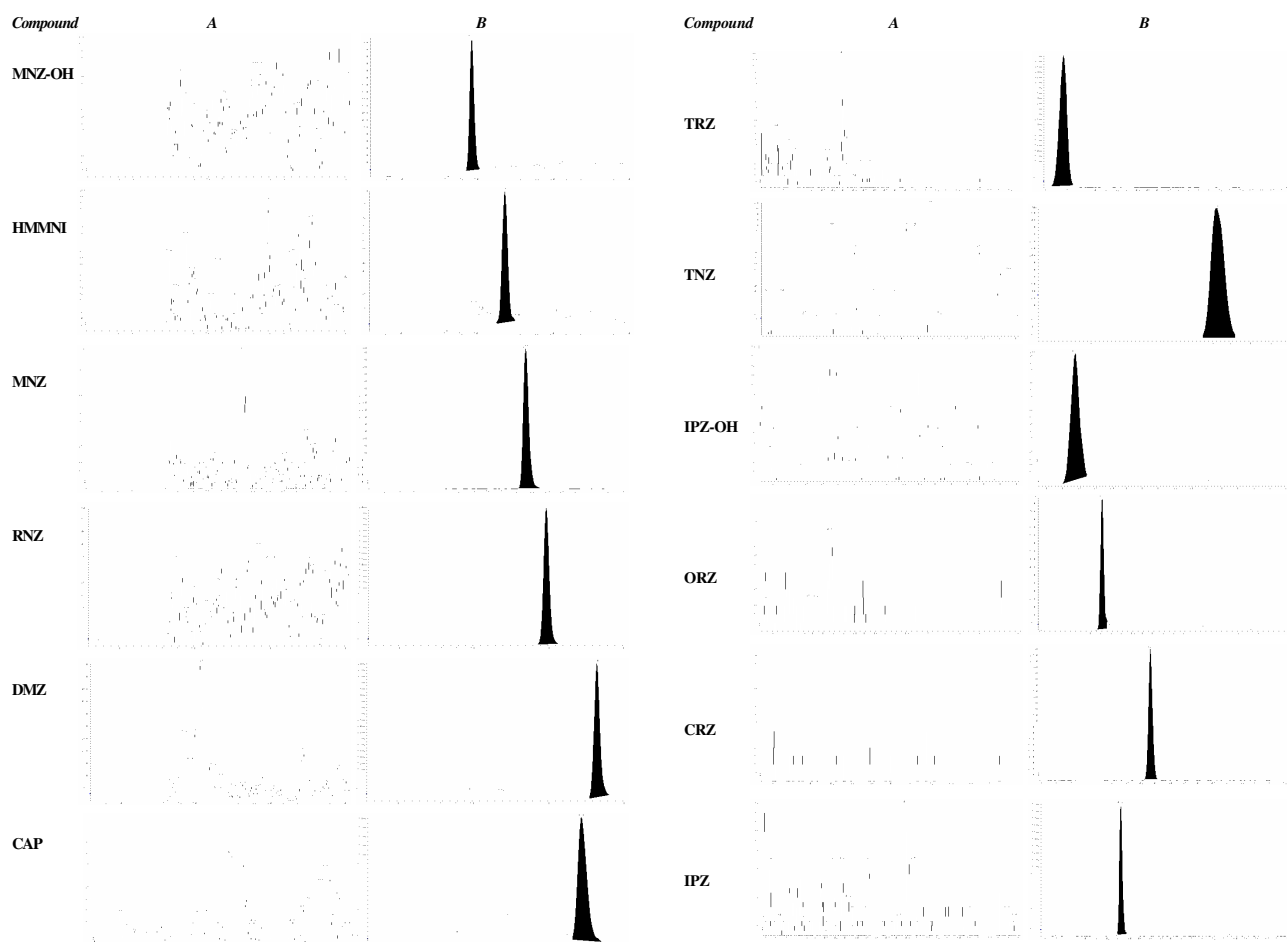 Compound A B
MNZ-OH
HMMNI
MNZ
RNZ
DMZ
CAP
Compound A B
TRZ
TNZ
IPZ-OH
ORZ
CRZ
IPZ